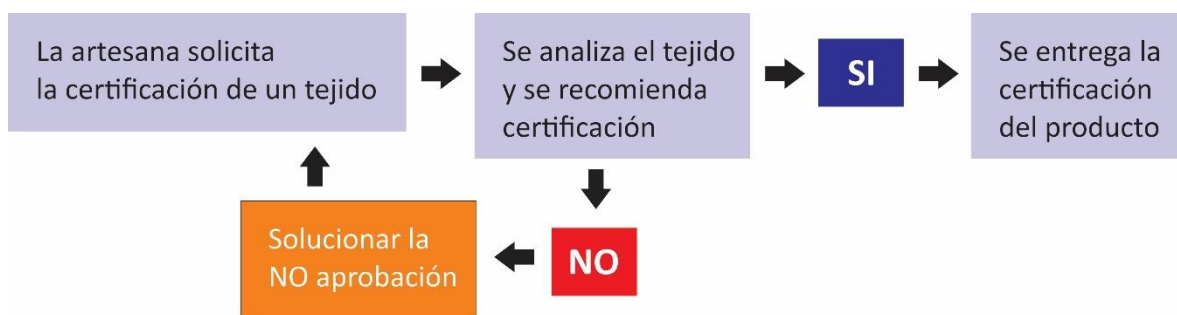 La artesana solicita
la certificación de un tejido
Se analiza el tejido
y se recomienda
certificación
SI
Se entrega la
certificación
del producto
Solucionar la
NO aprobación
NO